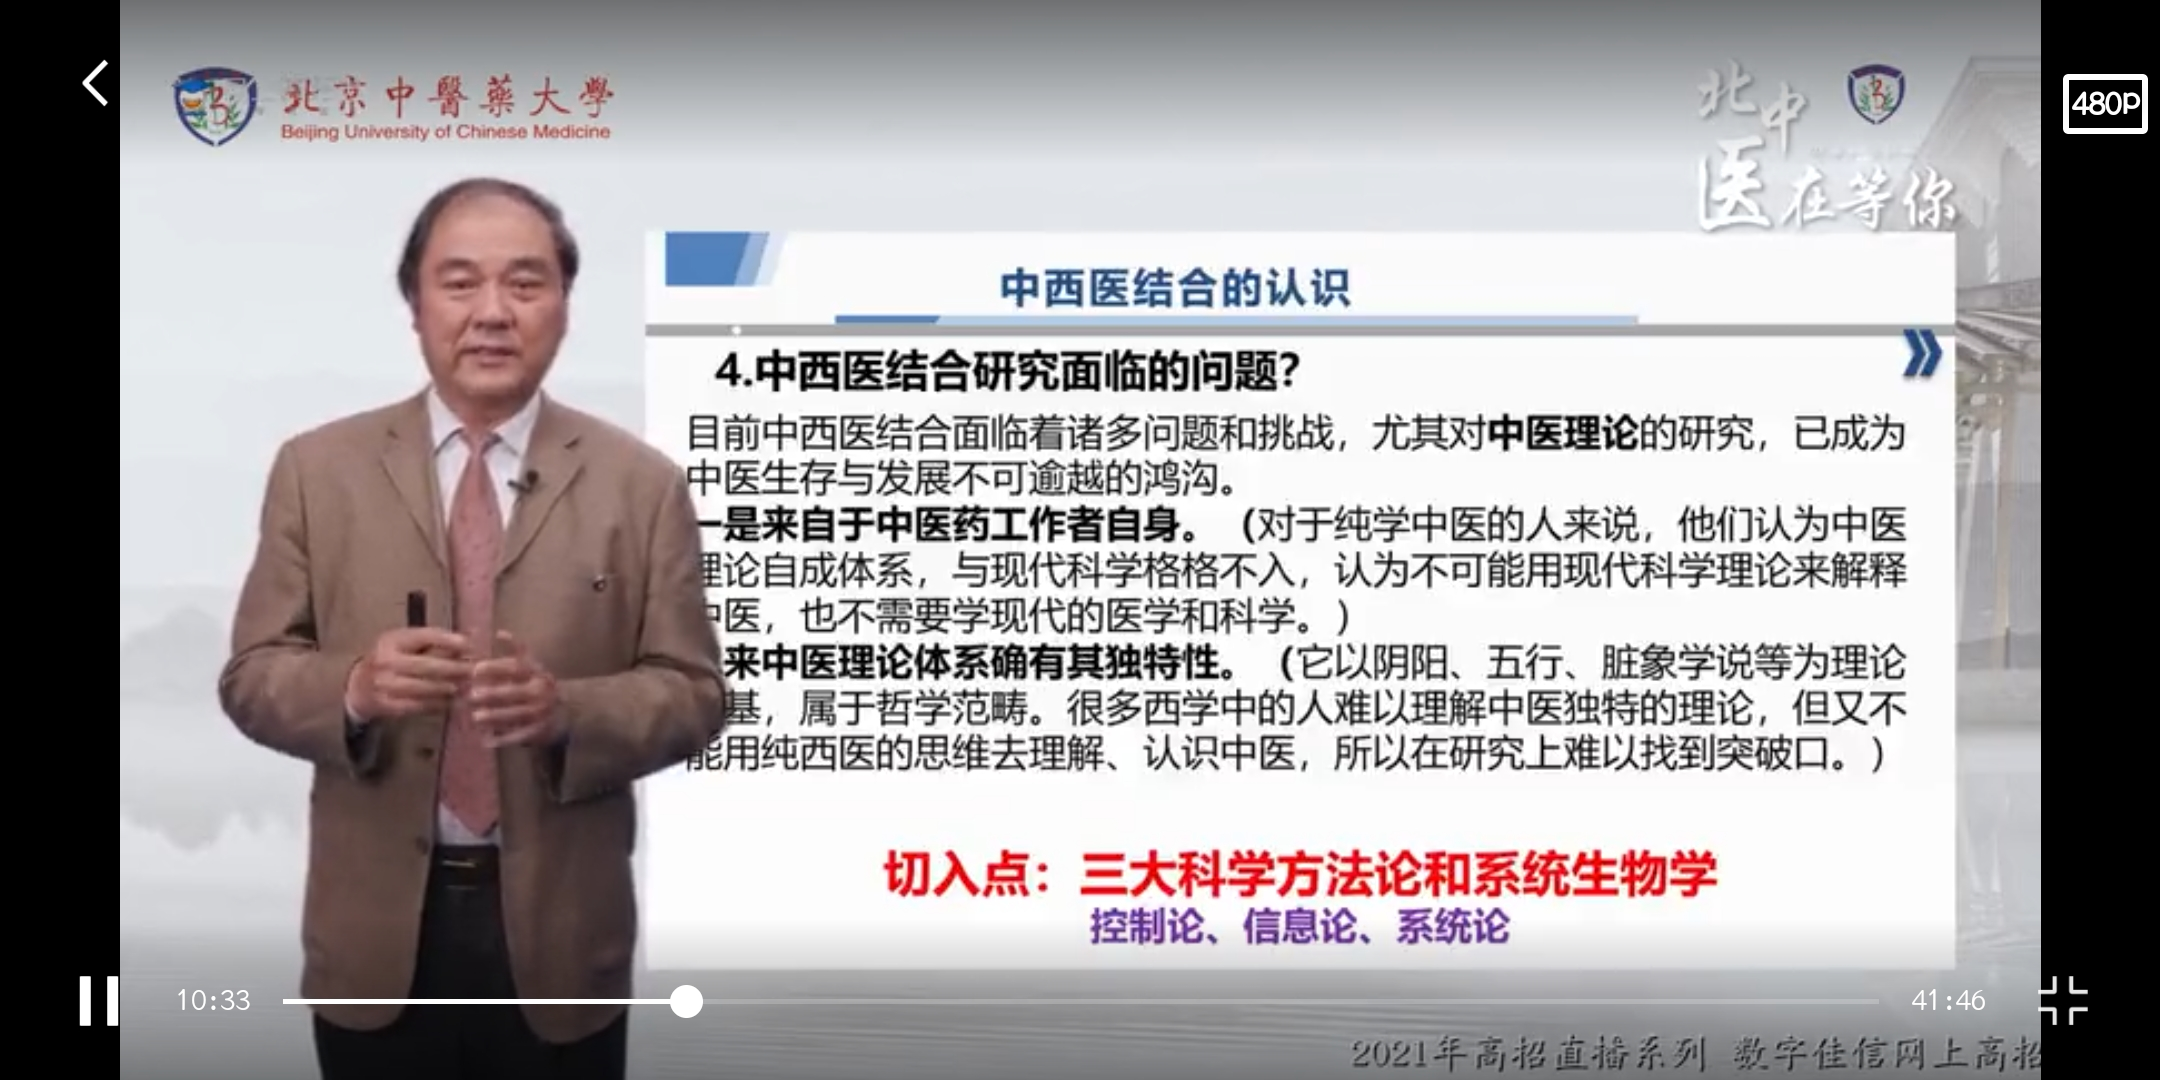 北京中醫藥大學
Beijing University of Chinese Medicine
北中
医在等你
480P
中西医结合的认识
4.中西医结合研究面临的问题?
目前中西医结合面临着诸多问题和挑战，尤其对中医理论的研究，已成为
中医生存与发展不可逾越的鸿沟。
一是来自于中医药工作者自身。（对于纯学中医的人来说，他们认为中医
理论自成体系，与现代科学格格不入，认为不可能用现代科学理论来解释
中医，也不需要学现代的医学和科学。）
来中医理论体系确有其独特性。（它以阴阳、五行、脏象学说等为理论
基，属于哲学范畴。很多西学中的人难以理解中医独特的理论，但又不
能用纯西医的思维去理解、认识中医，所以在研究上难以找到突破口。）
切入点：三大科学方法论和系统生物学
控制论、信息论、系统论
10:33
41:46
2021年高招直播系列 数字佳信网上高招